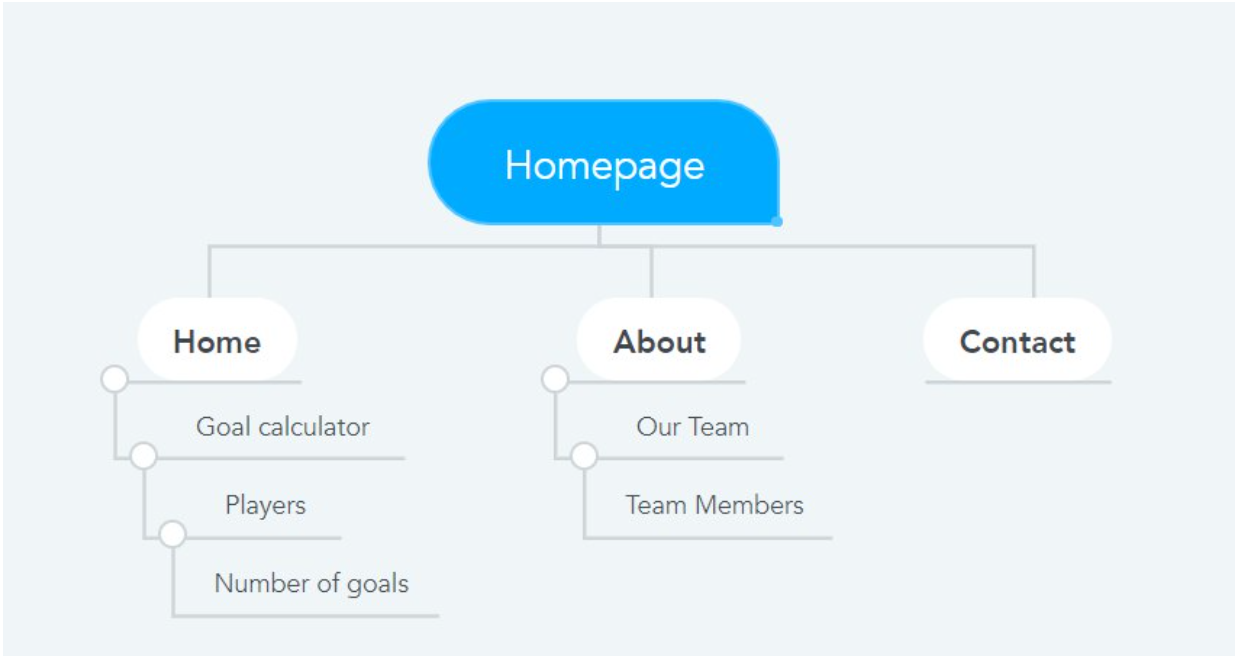 Homepage
Home
About
Contact
Goal calculator
Our Team
Players
Team Members
Number of goals